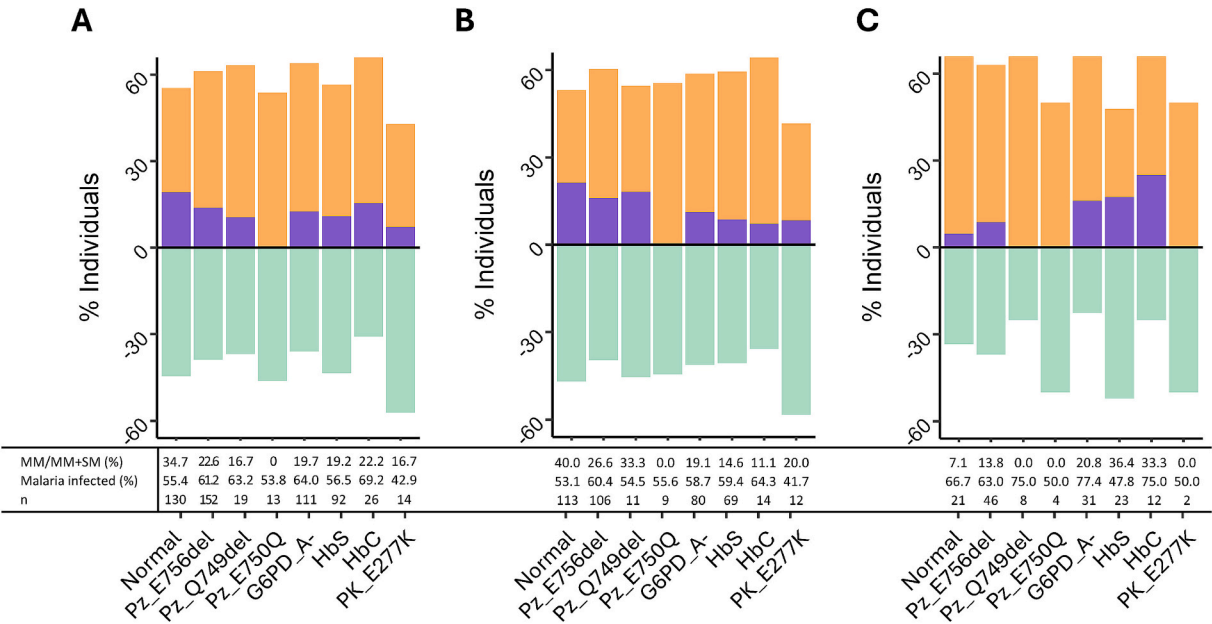 A B C
% Individuals % Individuals % Individuals
60 60 60
30 30 30
0 0 0
-30 -30 -30
-60 -60 -60
MM/MM+SM (%) 34.7 22.6 16.7 0 19.7 19.2 22.2 16.7 40.0 26.6 33.3 0.0 19.1 14.6 11.1 20.0 7.1 13.8 0.0 0.0 20.8 36.4 33.3 0.0
Malaria infected (%) 55.4 612 63.2 53.8 64.0 56.5 69.2 42.9 53.1 60.4 54.5 55.6 58.7 59.4 64.3 41.7 66.7 63.0 75.0 50.0 77.4 47.8 75.0 50.0
n 130 152 19 13 111 92 26 14 113 106 11 9 80 69 14 12 21 46 8 4 31 23 12 2
Normal Pz_E756del Pz_Q749del Pz_E750Q G6PD_A- HbS HbC PK_E277K Normal Pz_E756del Pz_Q749del Pz_E750Q G6PD_A- HbS HbC PK_E277K Normal Pz_E756del Pz_Q749del Pz_E750Q G6PD_A- HbS HbC PK_E277K